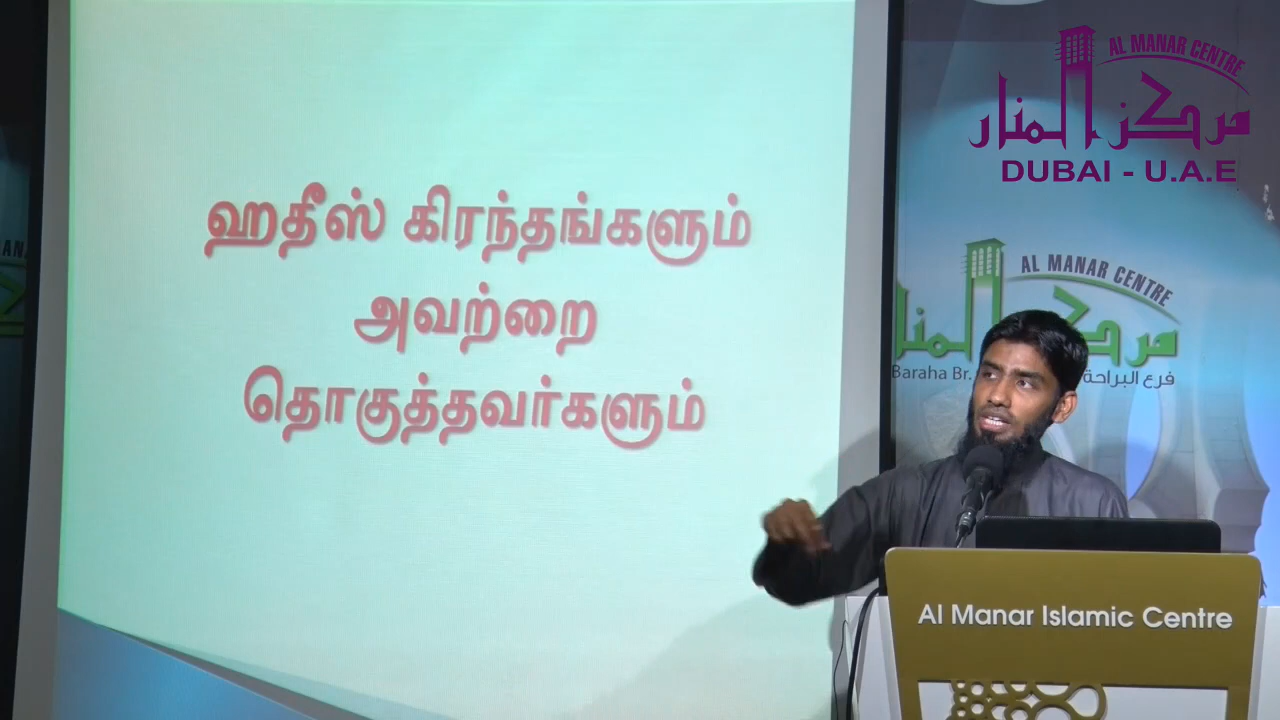 ஹதீஸ் கிரந்தங்களும்
அவற்றை
தொகுத்தவர்களும்
AL MANAR CENTRE
مركز المنار
DUBAI - U.A.E
AL MANAR CENTRE
مركز المنار
Baraha Br.
فرع البراحة
Al Manar Islamic Centre